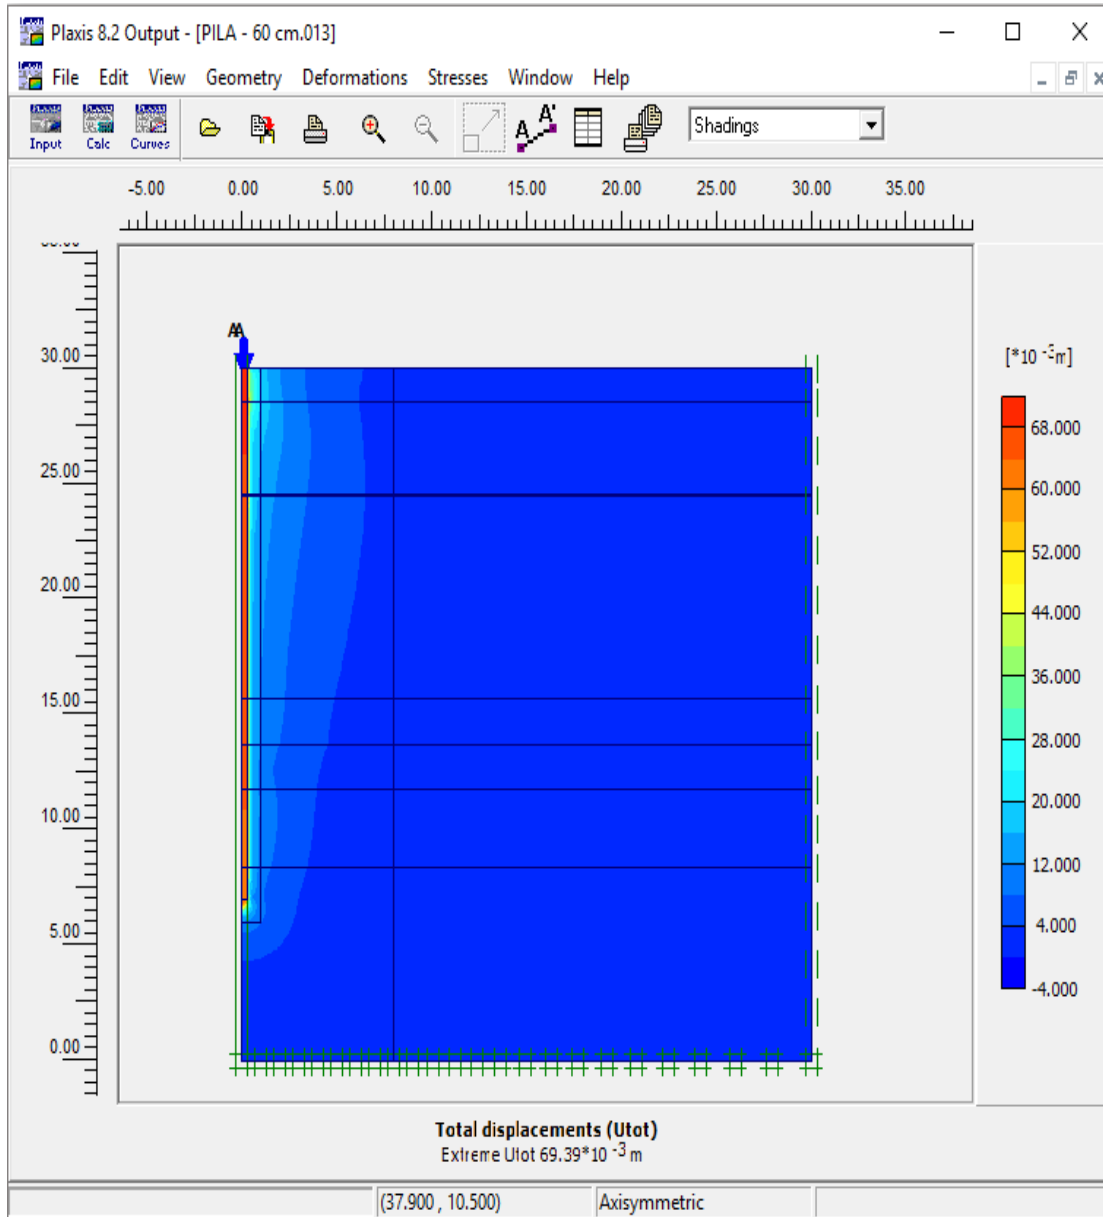 Plaxis 8.2 Output - [PILA - 60 cm.013]
File Edit View Geometry Deformations Stresses Window Help
Input Calc Curves Shadings
-5.00 0.00 5.00 10.00 15.00 20.00 25.00 30.00 35.00
AA
30.00
25.00
20.00
15.00
10.00
5.00
0.00
[*10 -3m]
68.000
60.000
52.000
44.000
36.000
28.000
20.000
12.000
4.000
-4.000
Total displacements (Utot)
Extreme Utot 69.39*10 -3 m
(37.900 , 10.500) Axisymmetric